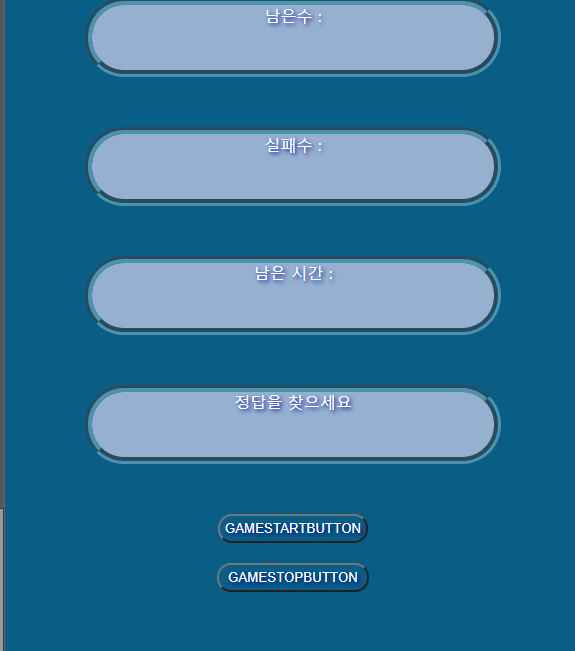 남은수 :
실패수 :
남은 시간 :
정답을 찾으세요
GAMESTARTBUTTON
GAMESTOPBUTTON